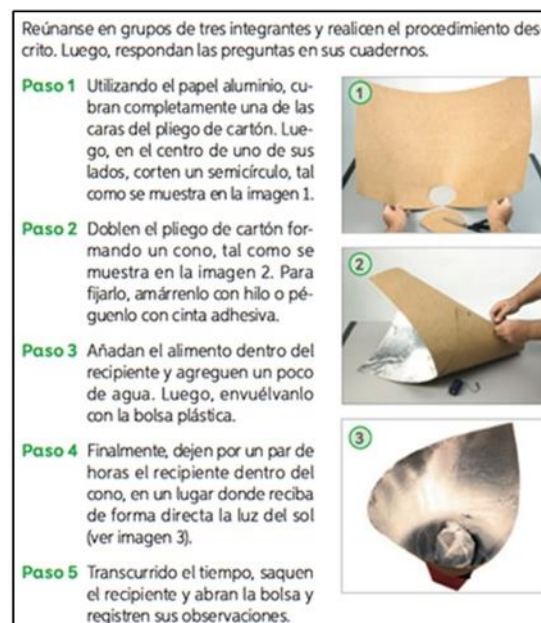 Reúnanse en grupos de tres integrantes y realicen el procedimiento des-
crito. Luego, respondan las preguntas en sus cuadernos.
Paso 1 Utilizando el papel aluminio, cu-
bran completamente una de las
caras del pliego de cartón. Lue-
go, en el centro de uno de sus
lados, corten un semicírculo, tal
como se muestra en la imagen 1.
Paso 2 Doblen el pliego de cartón for-
mando un cono, tal como se
muestra en la imagen 2. Para
fijarlo, amárrenlo con hilo o pé-
guenlo con cinta adhesiva.
Paso 3 Añadan el alimento dentro del
recipiente y agreguen un poco
de agua. Luego, envuélvanlo
con la bolsa plástica.
Paso 4 Finalmente, dejen por un par de
horas el recipiente dentro del
cono, en un lugar donde reciba
de forma directa la luz del sol
(ver imagen 3).
Paso 5 Transcurrido el tiempo, saquen
el recipiente y abran la bolsa y
registren sus observaciones.
1
2
3